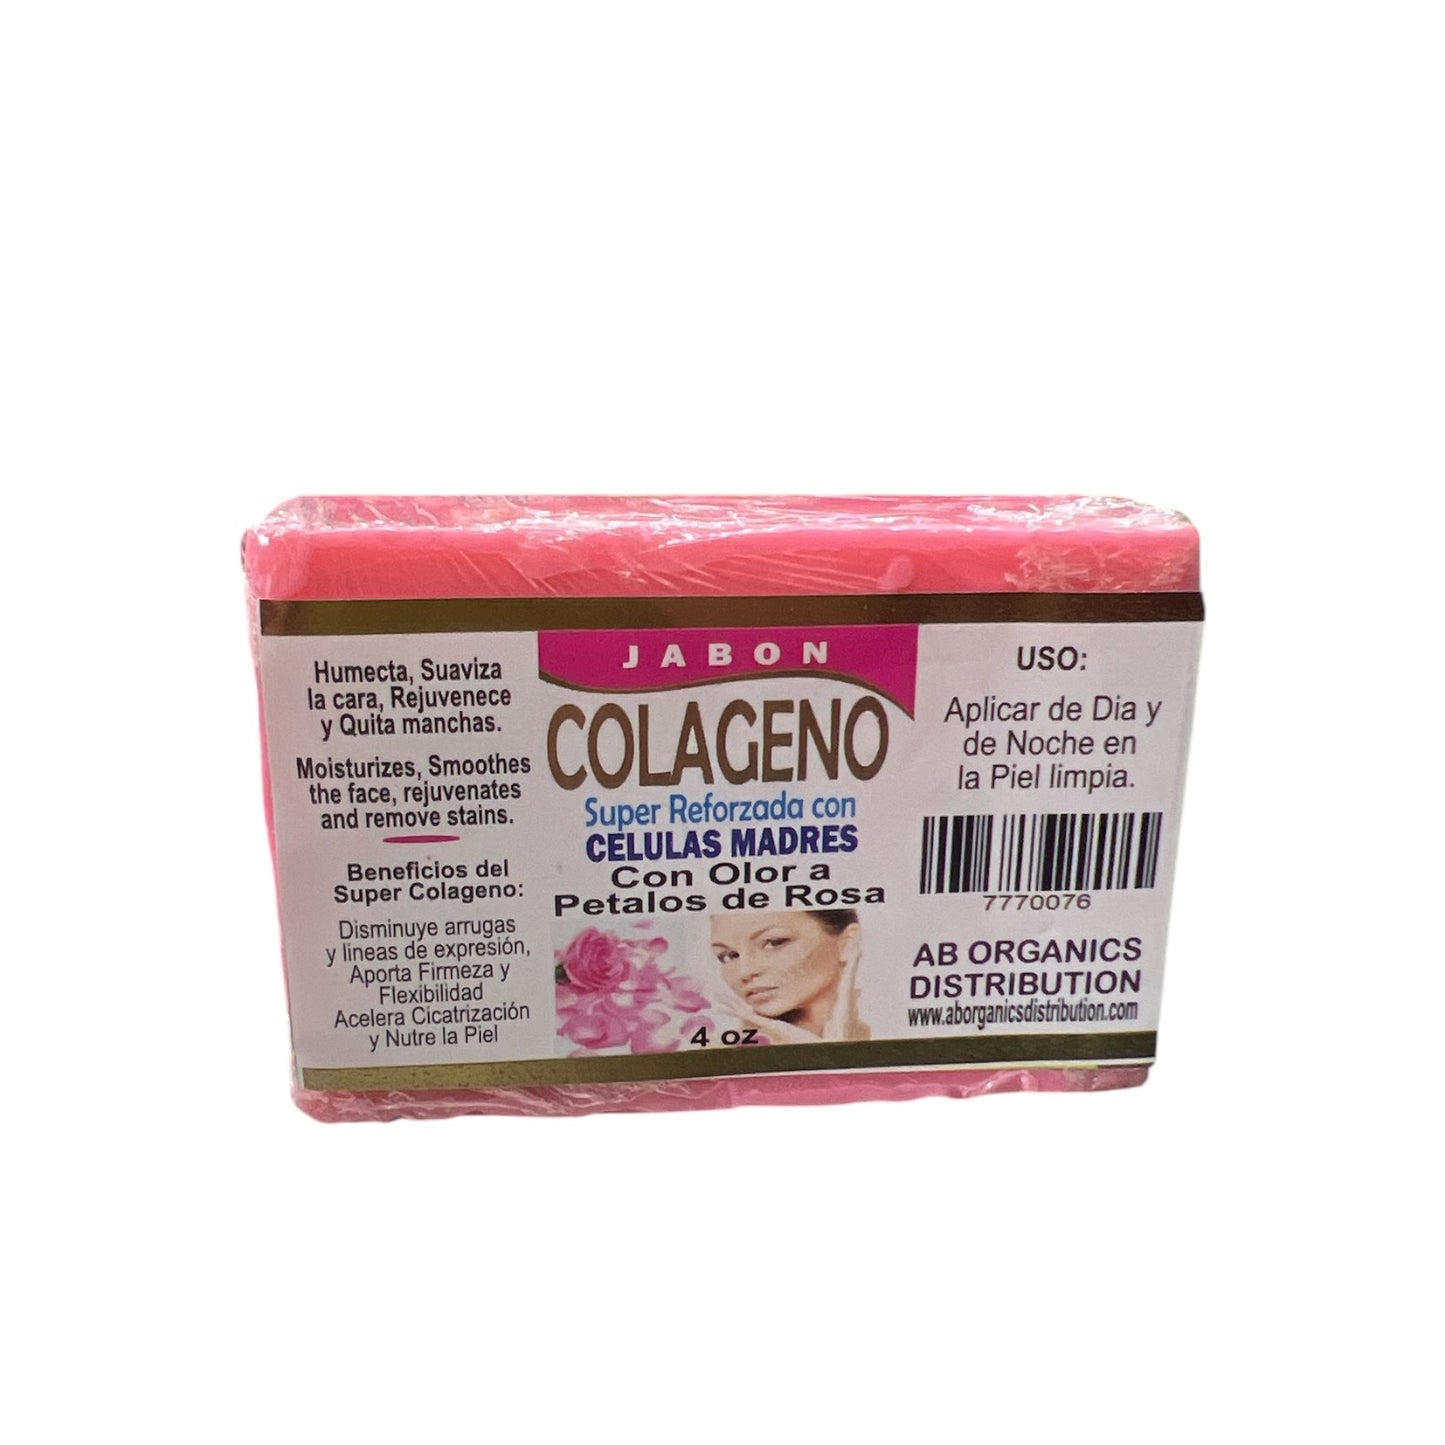 Humecta, Suaviza
la cara, Rejuvenece
y Quita manchas.
Moisturizes, Smoothes
the face, rejuvenates
and remove stains.
Beneficios del
Super Colageno:
Disminuye arrugas
y lineas de expresión,
Aporta Firmeza y
Flexibilidad
Acelera Cicatrización
y Nutre la Piel
JABON
COLAGENO
Super Reforzada con
CELULAS MADRES
Con Olor a
Petalos de Rosa
4 oz
USO:
Aplicar de Dia y
de Noche en
la Piel limpia.
7770076
AB ORGANICS
DISTRIBUTION
www.aborganicsdistribution.com